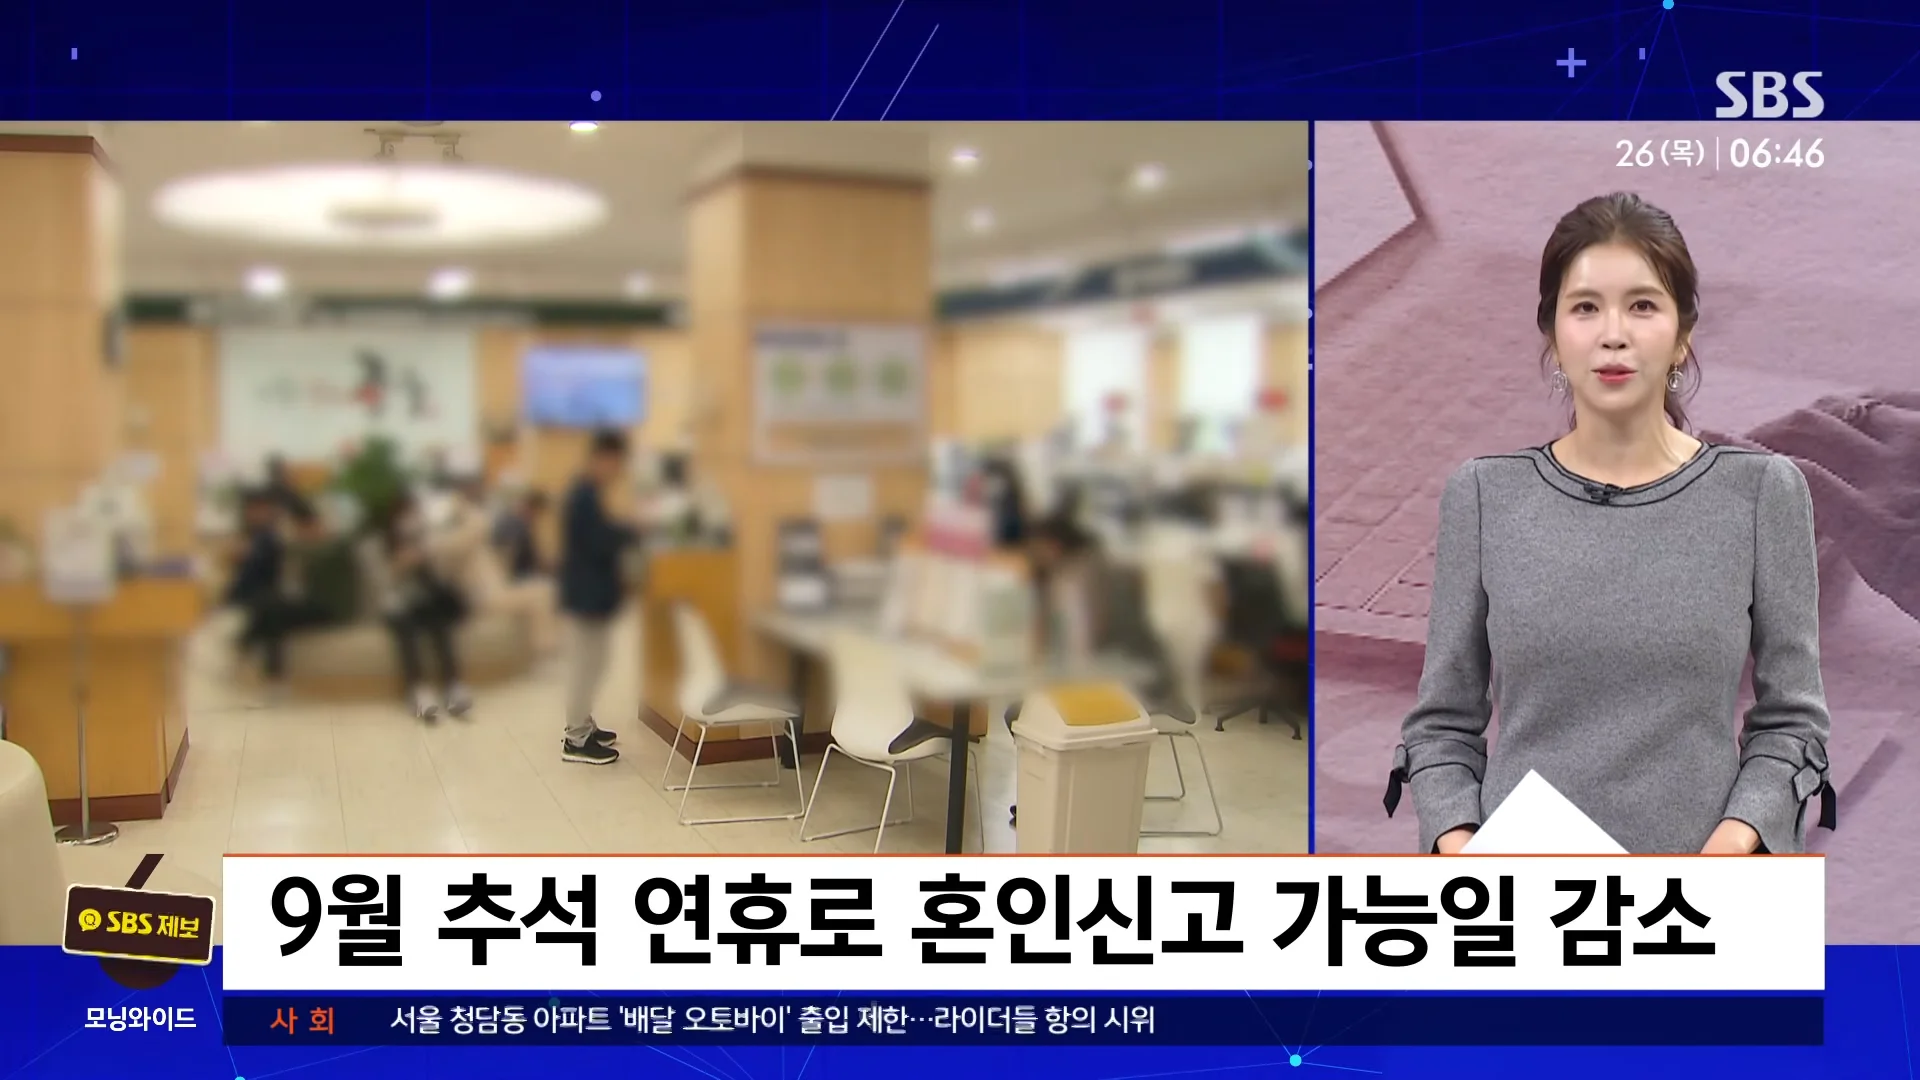 SBS
26(목) | 06:46
9월 추석 연휴로 혼인신고 가능일 감소
SBS 제보
모닝와이드
사 회 서울 청담동 아파트 '배달 오토바이' 출입 제한…라이더들 항의 시위